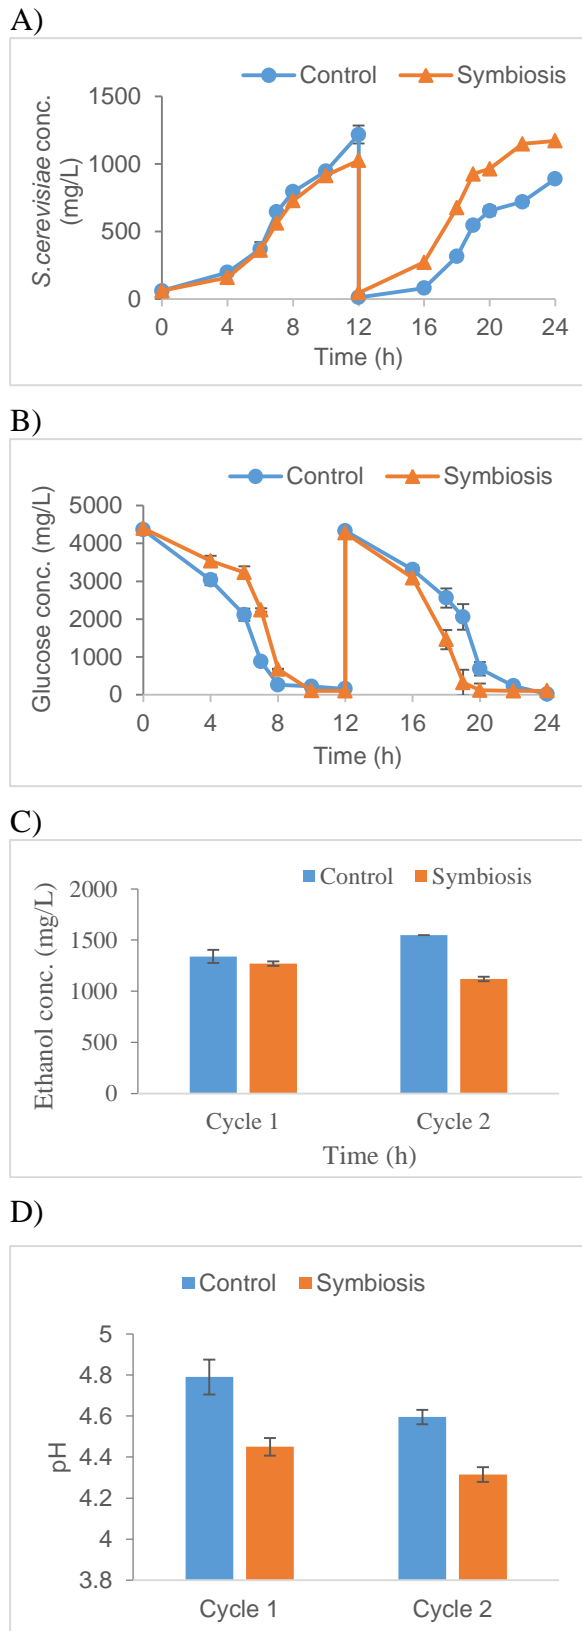 A)
Control Symbiosis
S.cerevisiae conc.
(mg/L)
1500
1000
500
0
0 4 8 12 16 20 24
Time (h)
B)
Control Symbiosis
Glucose conc. (mg/L)
5000
4000
3000
2000
1000
0
0 4 8 12 16 20 24
Time (h)
C)
Control Symbiosis
Ethanol conc. (mg/L)
2000
1500
1000
500
0
Cycle 1 Cycle 2
Time (h)
D)
Control Symbiosis
pH
5
4.8
4.6
4.4
4.2
4
3.8
Cycle 1 Cycle 2